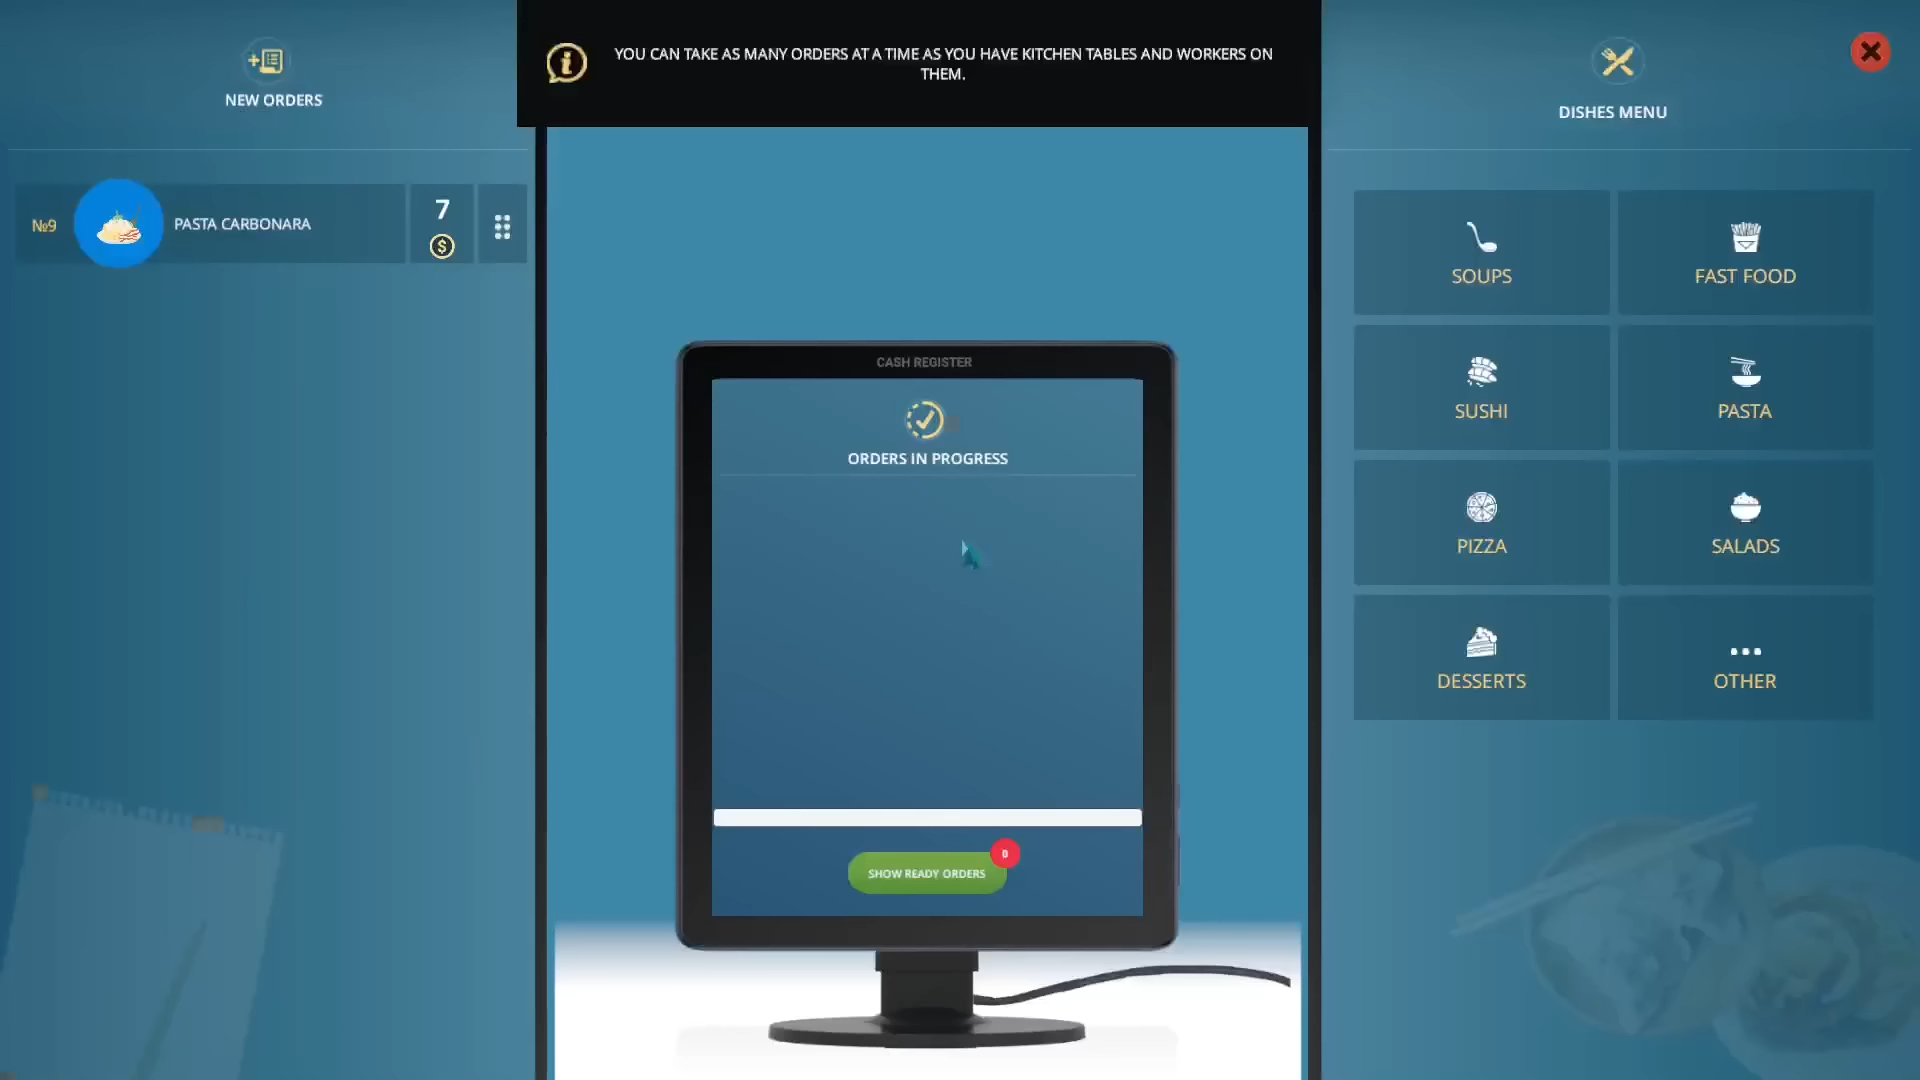 NEW ORDERS
№9
PASTA CARBONARA
7
$
YOU CAN TAKE AS MANY ORDERS AT A TIME AS YOU HAVE KITCHEN TABLES AND WORKERS ON
THEM.
CASH REGISTER
ORDERS IN PROGRESS
SHOW READY ORDERS
0
DISHES MENU
SOUPS
FAST FOOD
SUSHI
PASTA
PIZZA
SALADS
DESSERTS
OTHER